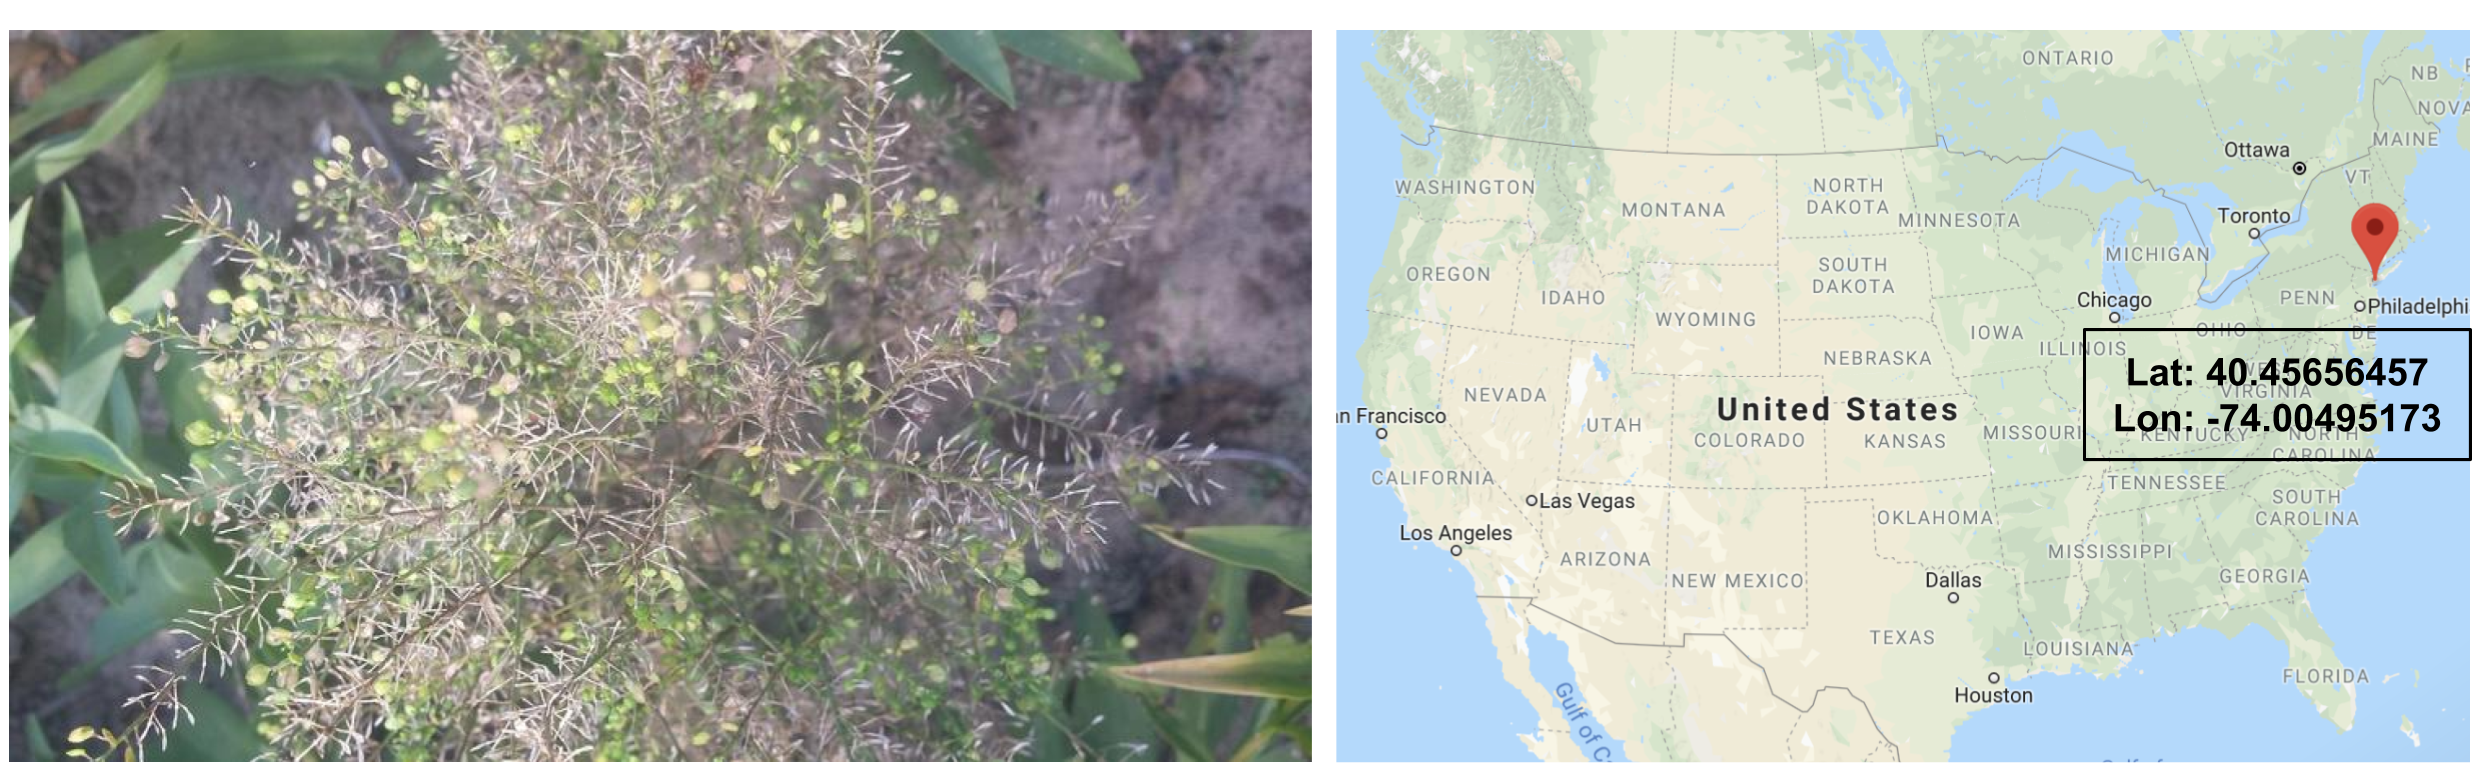 ONTARIO
NB
NOVA
MAINE
Ottawa
VT
WASHINGTON
NORTH
DAKOTA
MONTANA
MINNESOTA
Toronto
MICHIGAN
OREGON
SOUTH
DAKOTA
IDAHO
Chicago
PENN
Philadelphi
WYOMING
IOWA
OHIO
DE
ILLINOIS
NEBRASKA
Lat: 40.45656457
WEST
VIRGINIA
NEVADA
United States
an Francisco
UTAH
COLORADO
KANSAS
MISSOURI
Lon: -74.00495173
KENTUCKY
NORTH
CAROLINA
CALIFORNIA
TENNESSEE
Las Vegas
SOUTH
CAROLINA
OKLAHOMA
Los Angeles
ARIZONA
NEW MEXICO
MISSISSIPPI
Dallas
GEORGIA
TEXAS
LOUISIANA
Houston
FLORIDA
Gulf of C